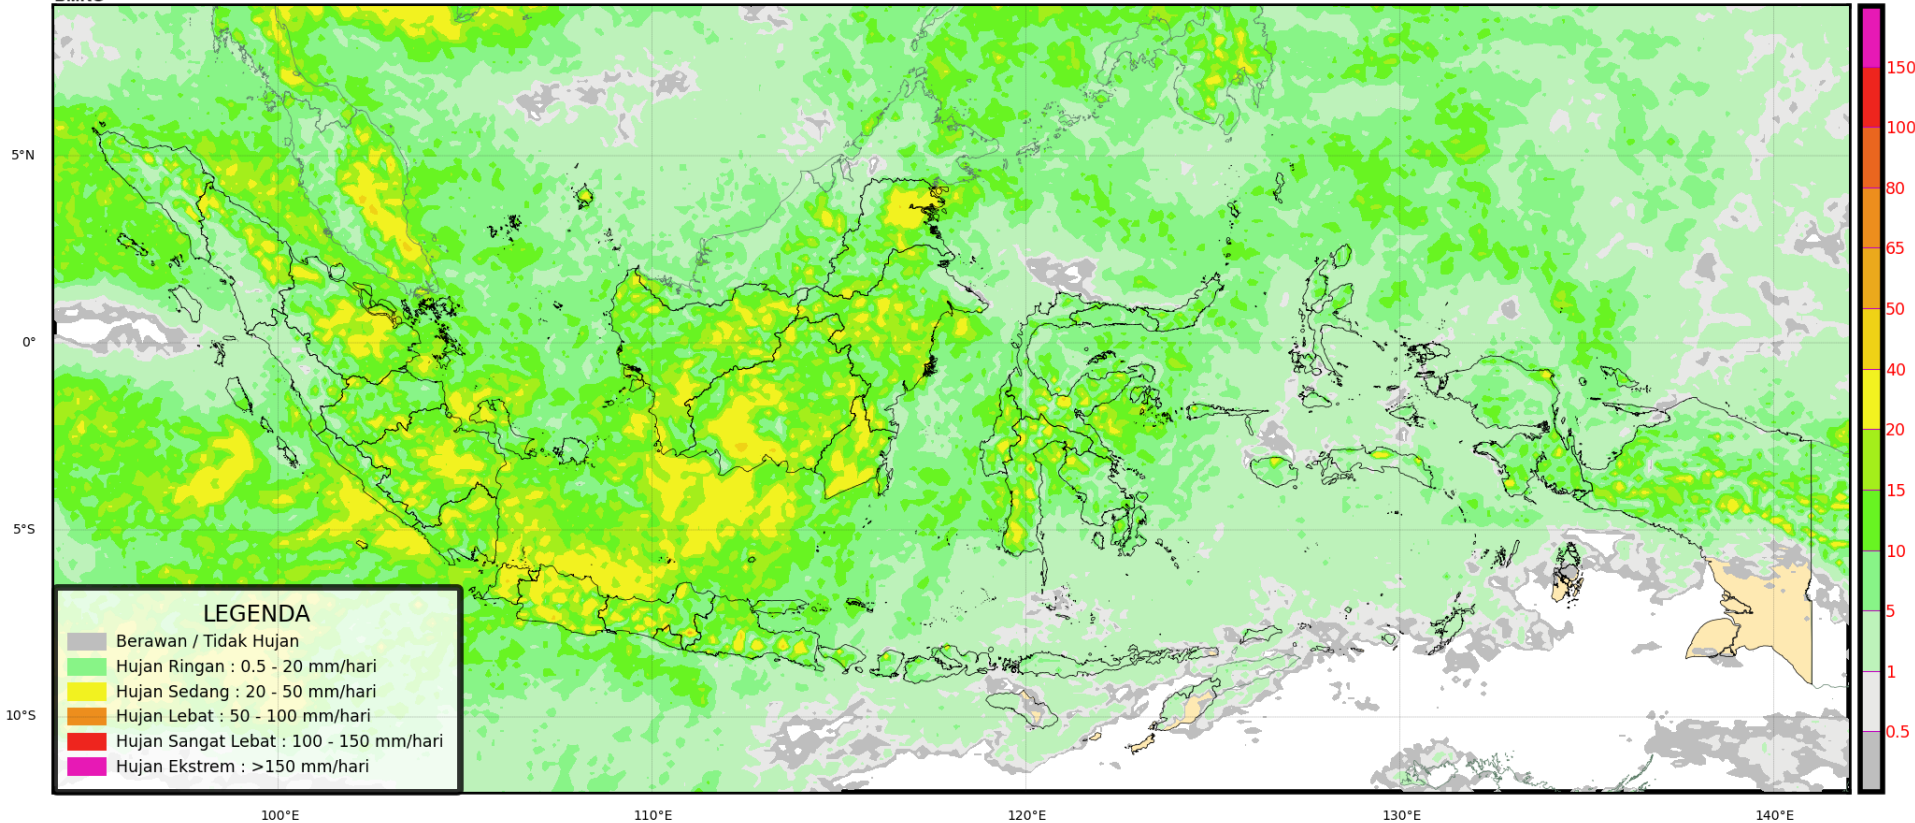 5°N
0°
5°S
10°S
100°E
110°E
120°E
130°E
140°E
LEGENDA
Berawan / Tidak Hujan
Hujan Ringan : 0.5 - 20 mm/hari
Hujan Sedang : 20 - 50 mm/hari
Hujan Lebat : 50 - 100 mm/hari
Hujan Sangat Lebat : 100 - 150 mm/hari
Hujan Ekstrem : >150 mm/hari
150
100
80
65
50
40
20
15
10
5
1
0.5